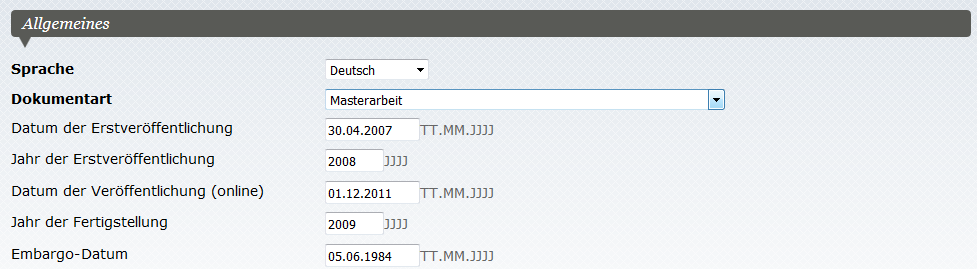 Allgemeines
Sprache Deutsch
Dokumentart Masterarbeit
Datum der Erstveröffentlichung 30.04.2007 TT.MM.JJJJ
Jahr der Erstveröffentlichung 2008 JJJJ
Datum der Veröffentlichung (online) 01.12.2011 TT.MM.JJJJ
Jahr der Fertigstellung 2009 JJJJ
Embargo-Datum 05.06.1984 TT.MM.JJJJ